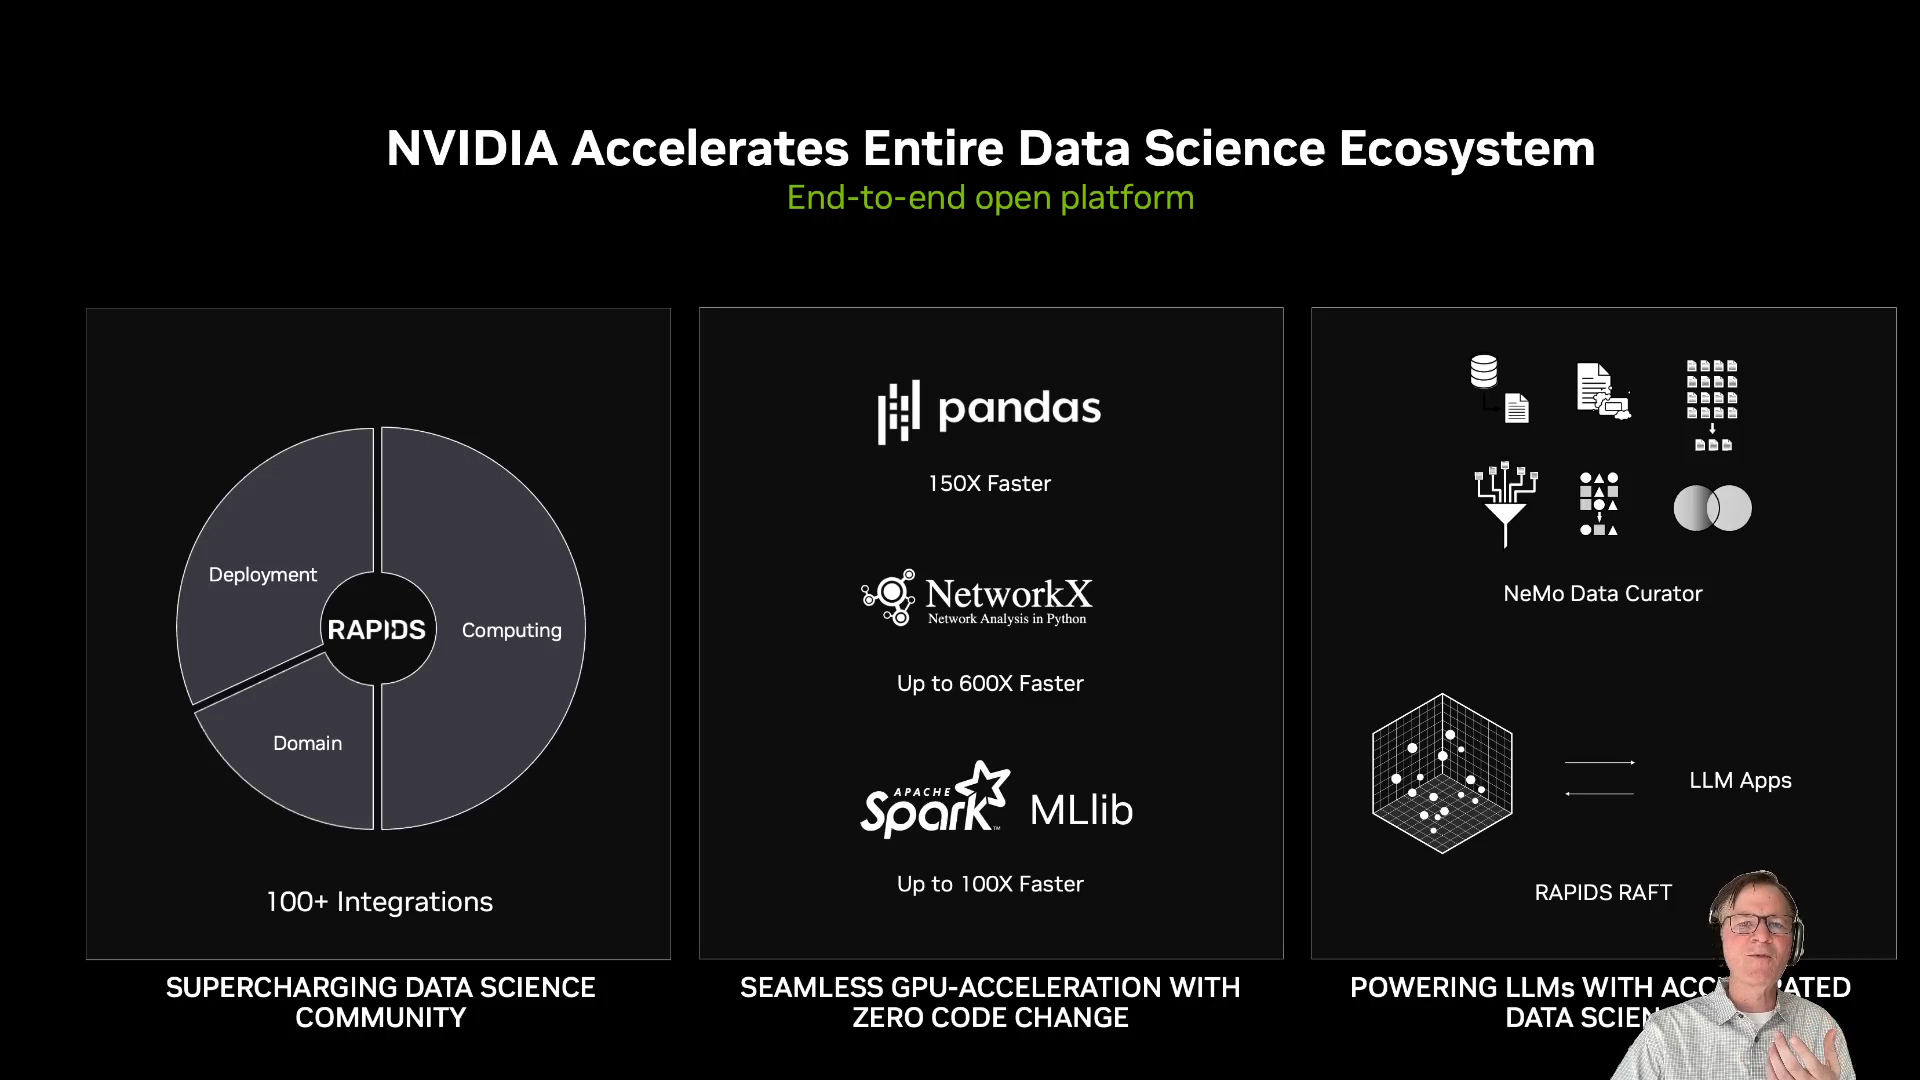 NVIDIA Accelerates Entire Data Science Ecosystem
End-to-end open platform
Deployment
RAPIDS
Computing
Domain
100+ Integrations
SUPERCHARGING DATA SCIENCE
COMMUNITY
pandas
150X Faster
NetworkX
Network Analysis in Python
Up to 600X Faster
APACHE
Spark™ MLlib
Up to 100X Faster
SEAMLESS GPU-ACCELERATION WITH
ZERO CODE CHANGE
NeMo Data Curator
LLM Apps
RAPIDS RAFT
POWERING LLMs WITH
DATA